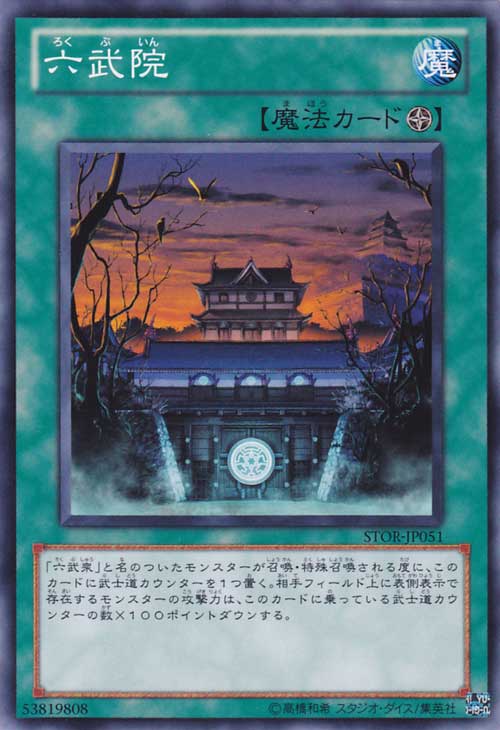 六武院
魔
【魔法カード】
STOR-JP051
「六武衆」と名のついたモンスターが召喚・特殊召喚される度に、この
カードに武士道カウンターを１つ置く。相手フィールド上に表側表示で
存在するモンスターの攻撃力は、このカードに乗っている武士道カウ
ンターの数×１００ポイントダウンする。
53819808
©高橋和希 スタジオ・ダイス/集英社